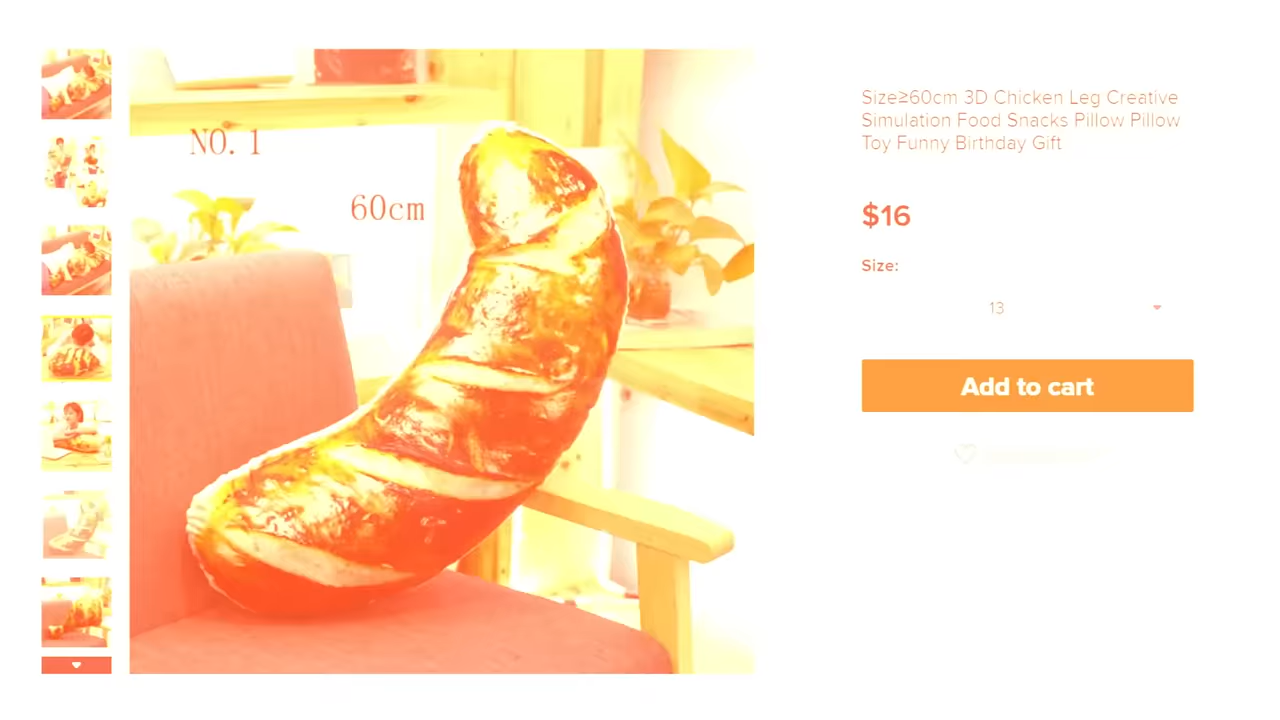 NO. 1
60cm
Size≥60cm 3D Chicken Leg Creative
Simulation Food Snacks Pillow Pillow
Toy Funny Birthday Gift
$16
Size:
13
Add to cart